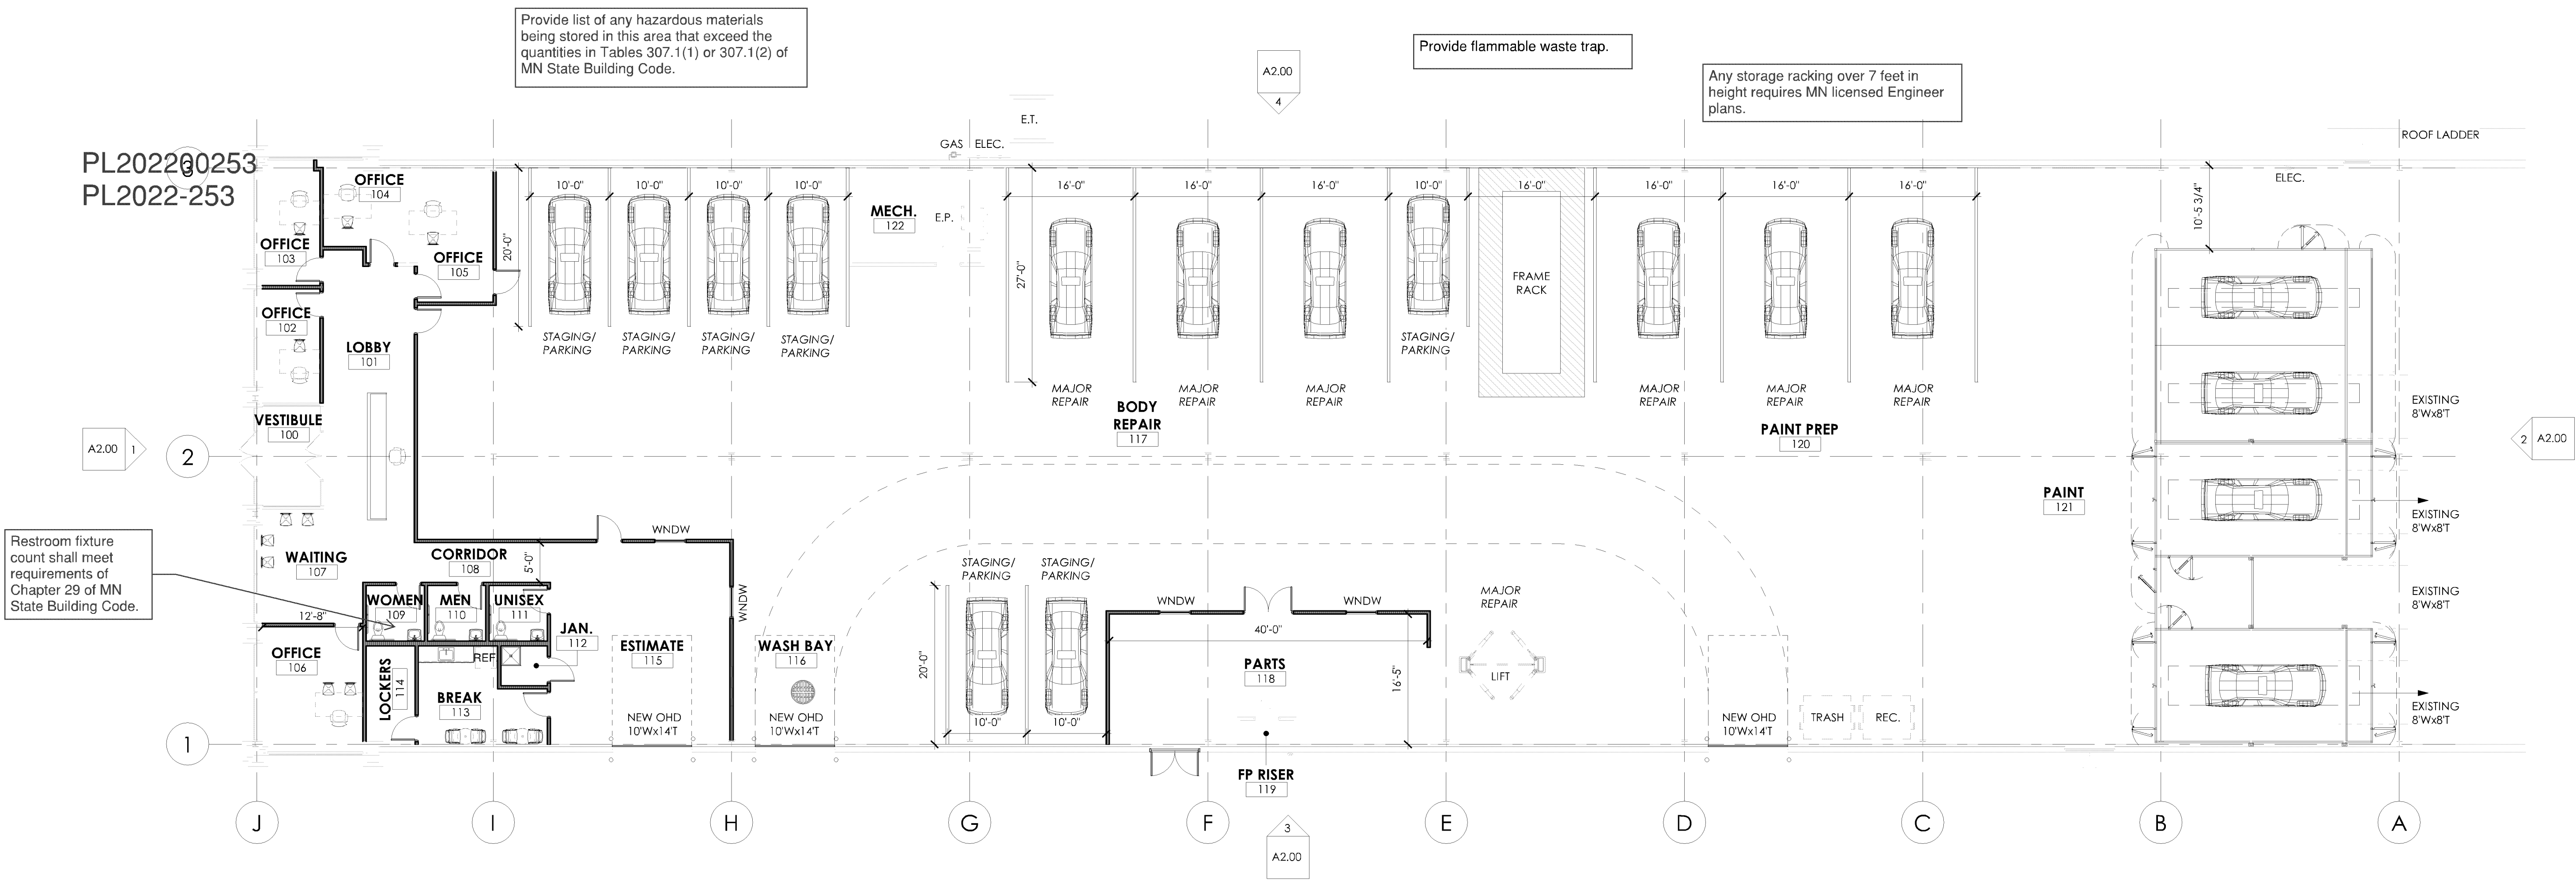 Provide list of any hazardous materials
being stored in this area that exceed the
quantities in Tables 307.1(1) or 307.1(2) of
MN State Building Code.
Provide flammable waste trap.
Any storage racking over 7 feet in
height requires MN licensed Engineer
plans.
A2.00
4
E.T.
GAS ELEC.
ROOF LADDER
PL202200253
3
PL2022-253
OFFICE
104
OFFICE
103
OFFICE
105
OFFICE
102
LOBBY
101
VESTIBULE
100
20'-0"
10'-0" 10'-0" 10'-0" 10'-0"
STAGING/
PARKING
STAGING/
PARKING
STAGING/
PARKING
STAGING/
PARKING
MECH.
122
E.P.
27'-0"
16'-0" 16'-0" 16'-0" 10'-0" 16'-0" 16'-0" 16'-0" 16'-0"
MAJOR
REPAIR
MAJOR
REPAIR
MAJOR
REPAIR
STAGING/
PARKING
FRAME
RACK
MAJOR
REPAIR
MAJOR
REPAIR
MAJOR
REPAIR
BODY
REPAIR
117
PAINT PREP
120
PAINT
121
10'-5 3/4"
ELEC.
EXISTING
8'Wx8'T
EXISTING
8'Wx8'T
EXISTING
8'Wx8'T
EXISTING
8'Wx8'T
A2.00 1
2
2 A2.00
Restroom fixture
count shall meet
requirements of
Chapter 29 of MN
State Building Code.
WAITING
107
CORRIDOR
108
5'-0"
WNDW
WNDW
WOMEN
109
MEN
110
UNISEX
111
12'-8"
OFFICE
106
LOCKERS
114
REF
BREAK
113
JAN.
112
ESTIMATE
115
NEW OHD
10'Wx14'T
WASH BAY
116
NEW OHD
10'Wx14'T
STAGING/
PARKING
STAGING/
PARKING
20'-0"
10'-0" 10'-0"
WNDW WNDW
40'-0"
PARTS
118
16'-5"
FP RISER
119
MAJOR
REPAIR
LIFT
NEW OHD
10'Wx14'T
TRASH
REC.
1
J I H G F E D C B A
3
A2.00